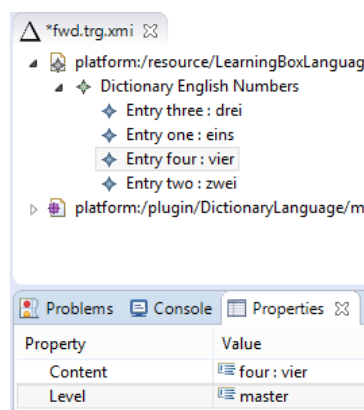 *fwd.trg.xmi
platform:/resource/LearningBoxLanguag
Dictionary English Numbers
Entry three : drei
Entry one : eins
Entry four : vier
Entry two : zwei
platform:/plugin/DictionaryLanguage/m
Problems Console Properties
Property Value
Content four : vier
Level master